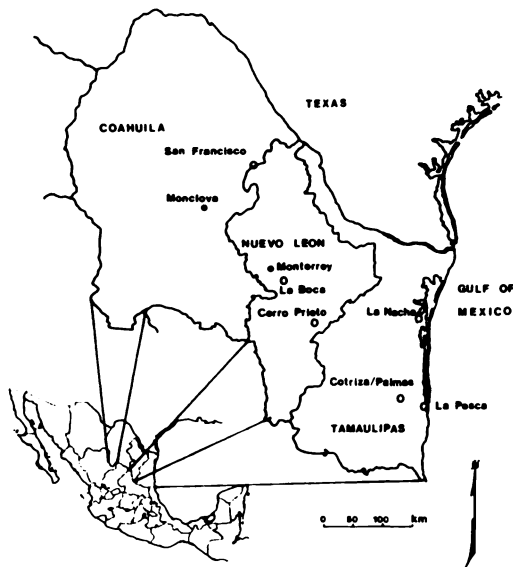 TEXAS
COAHUILA
San Francisco
Monclova
NUEVO LEON
Monterrey
La Boca
GULF OF
MEXICO
Cerro Prieto
La Nacha
Cotriza/Palmas
La Pesca
TAMAULIPAS
N
0 50 100 km